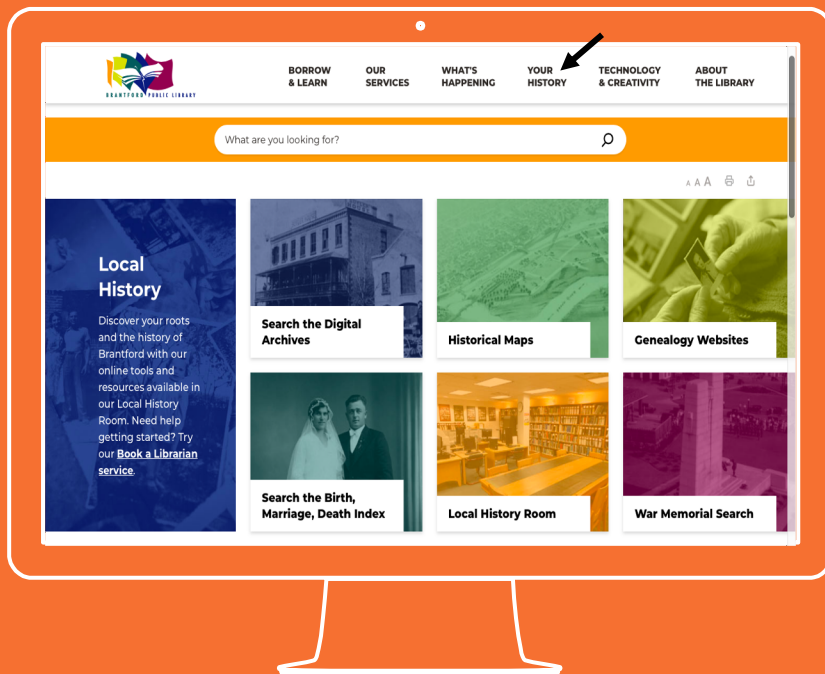 BRANTFORD PUBLIC LIBRARY
BORROW
& LEARN
OUR
SERVICES
WHAT'S
HAPPENING
YOUR
HISTORY
TECHNOLOGY
& CREATIVITY
ABOUT
THE LIBRARY
What are you looking for?
A A A
Local
History
Discover your roots
and the history of
Brantford with our
online tools and
resources available in
our Local History
Room. Need help
getting started? Try
our Book a Librarian
service.
Search the Digital
Archives
Historical Maps
Genealogy Websites
Search the Birth,
Marriage, Death Index
Local History Room
War Memorial Search